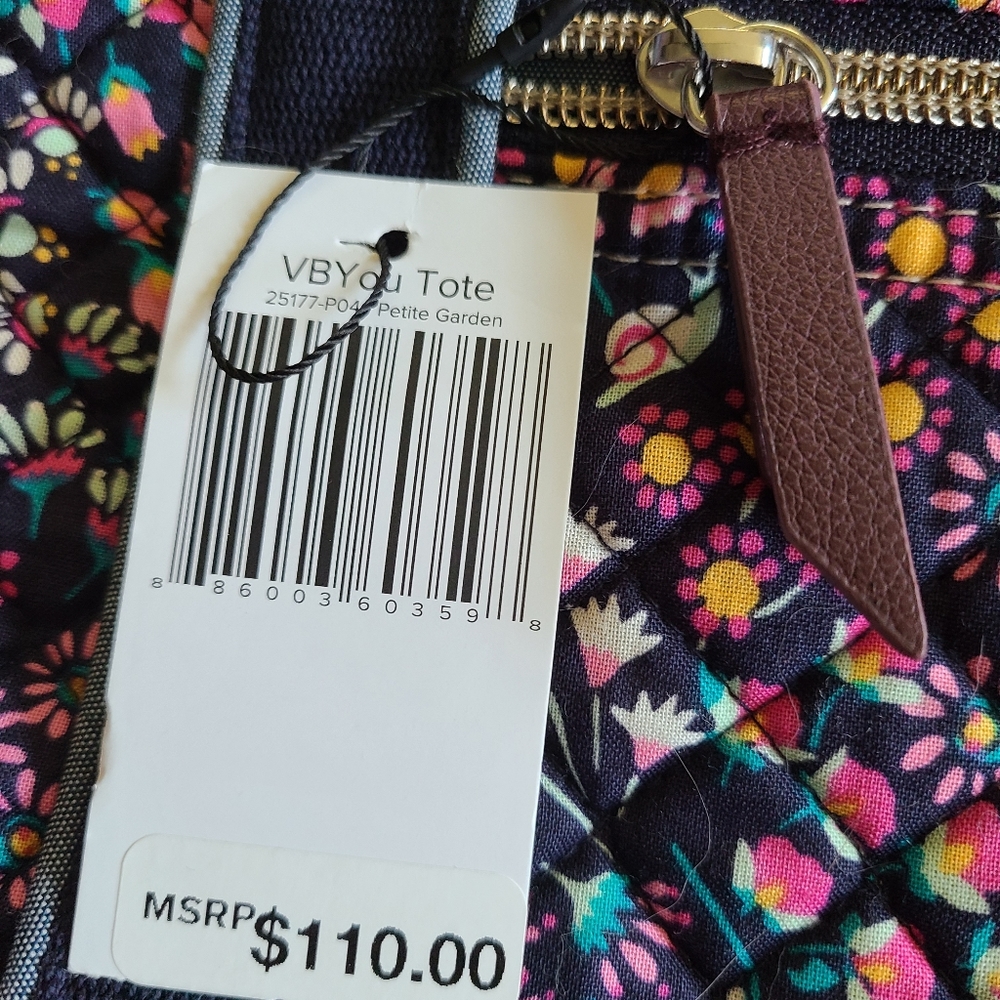 VBYou Tote
Petite Garden
8 86003 60359 8
MSRP $110.00